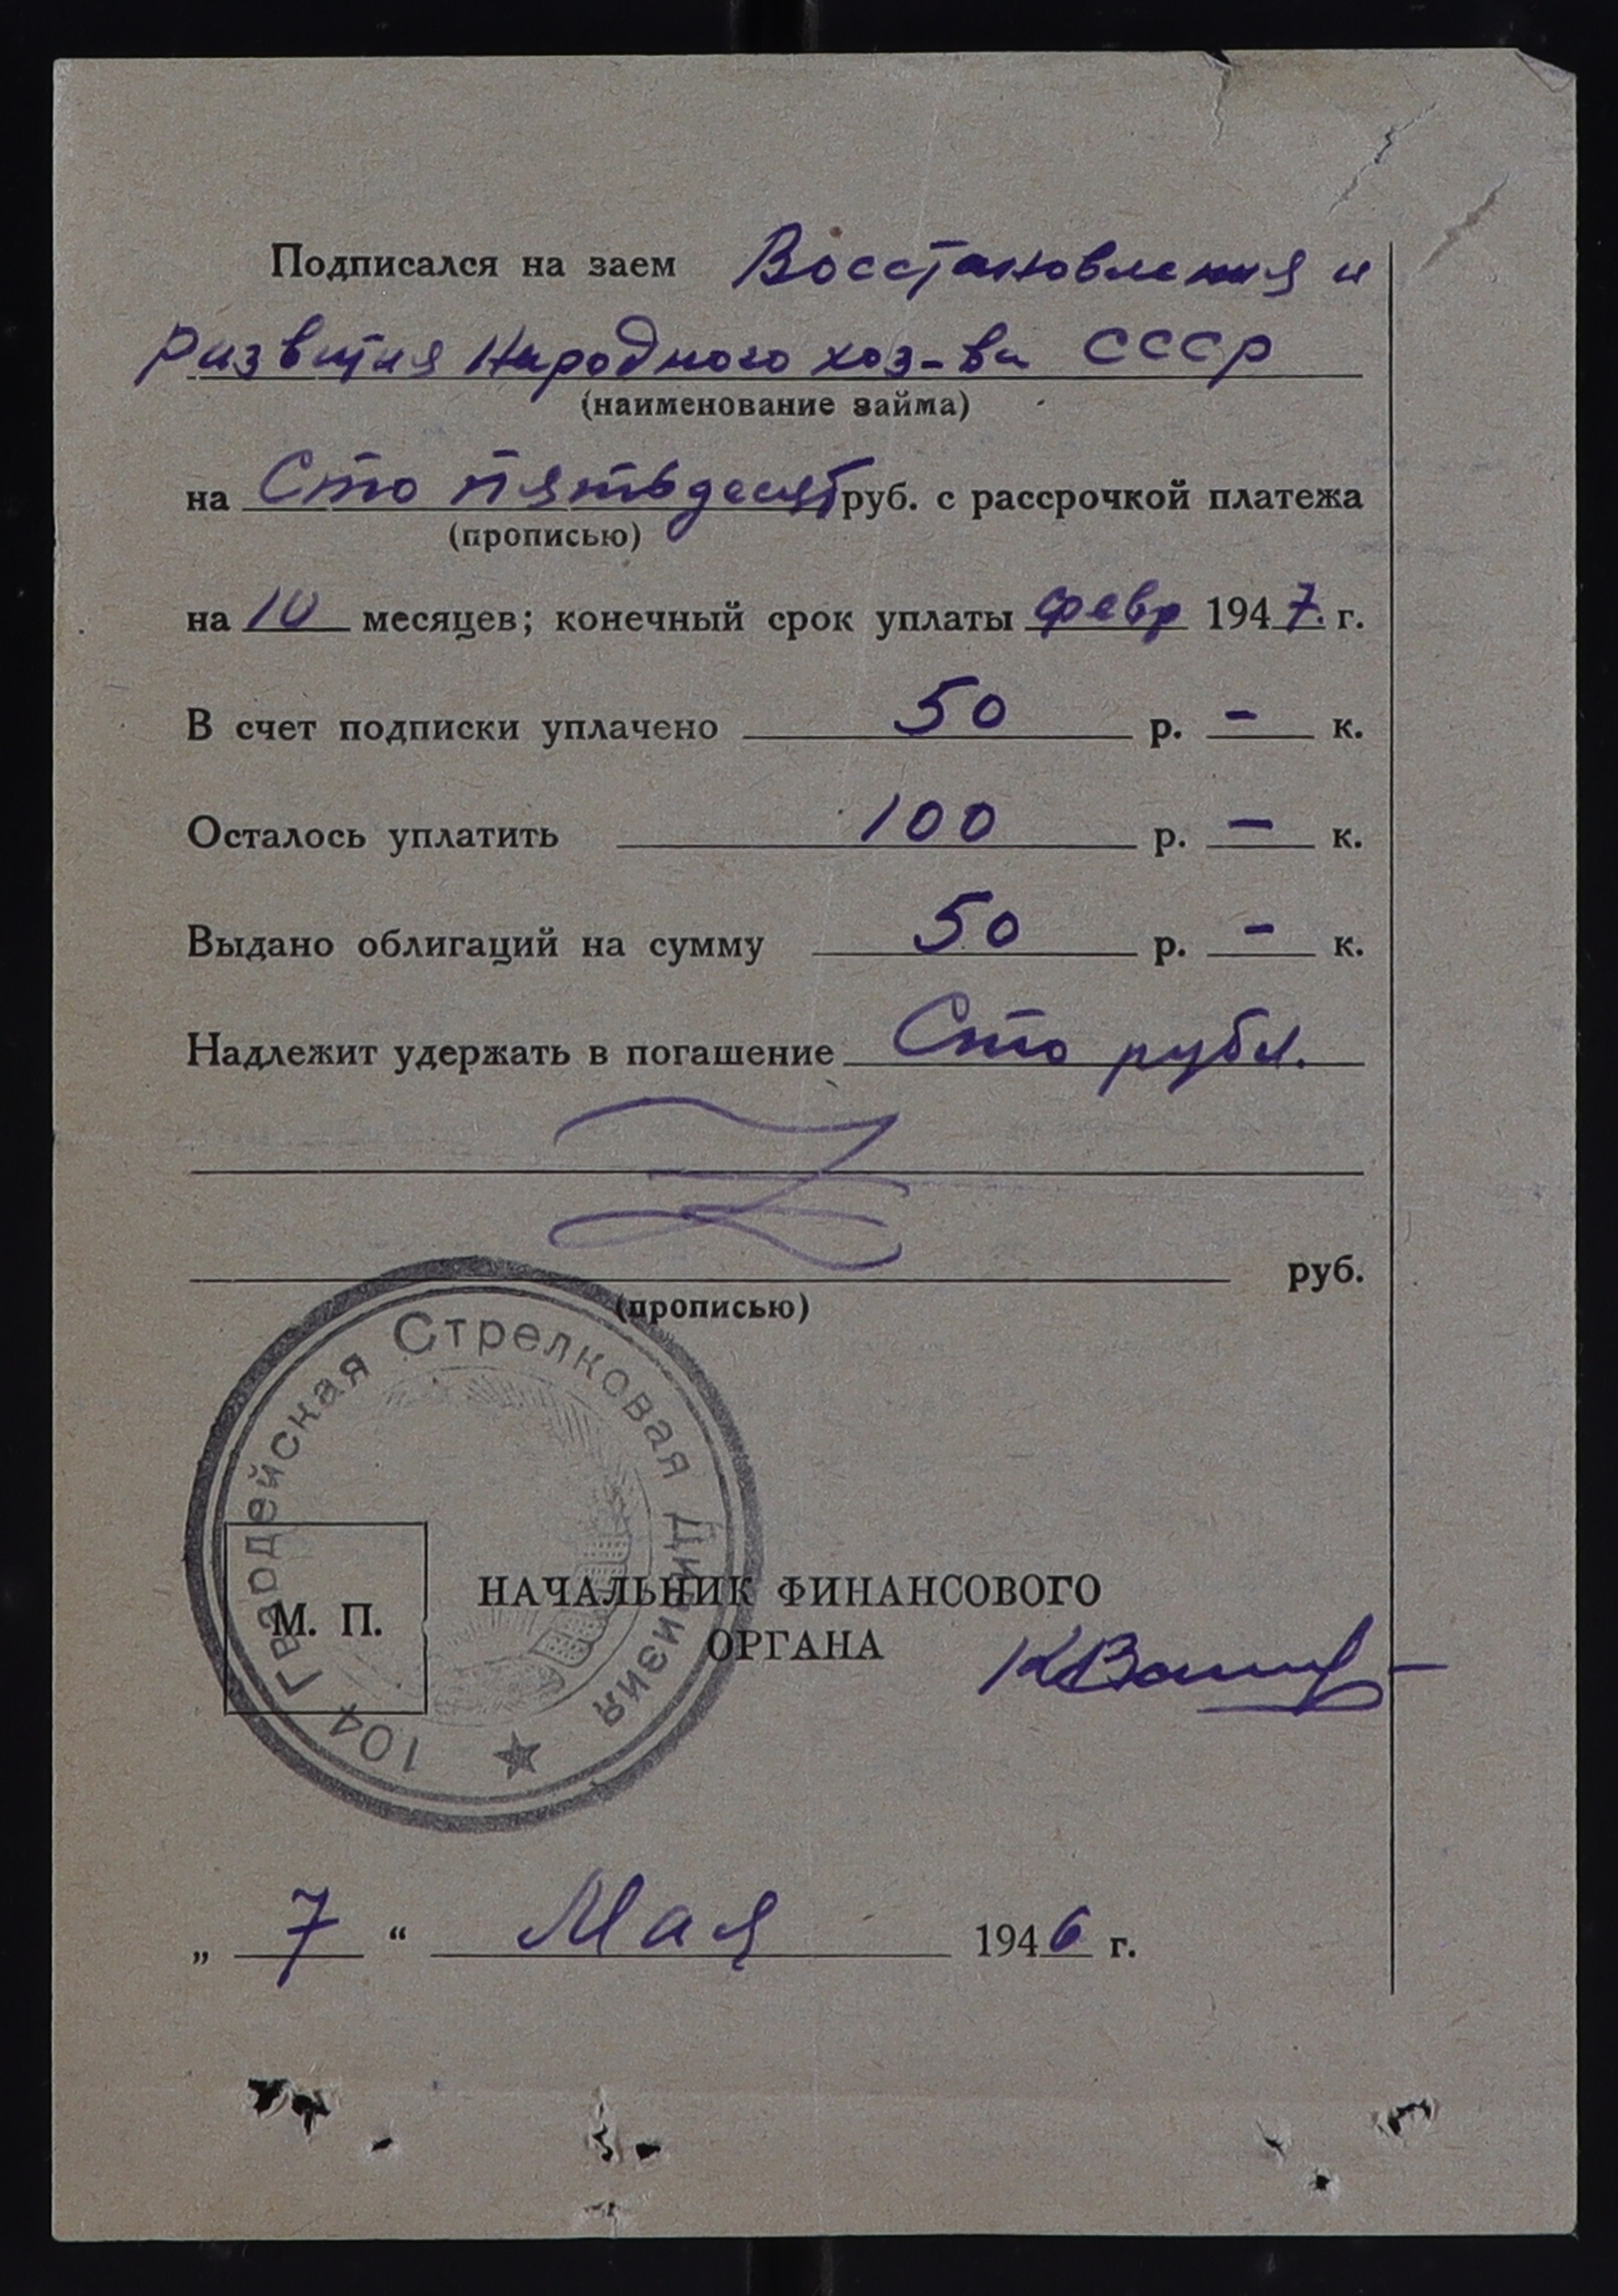 Подписался на заем Восстановления и
развития Народного хоз-ва СССР
(наименование займа)
на Сто пятьдесят руб. с рассрочкой платежа
(прописью)
на 10 месяцев; конечный срок уплаты февр 1947. г.
В счет подписки уплачено 50 р. – к.
Осталось уплатить 100 р. – к.
Выдано облигаций на сумму 50 р. – к.
Надлежит удержать в погашение Сто рубл.
руб.
(прописью)
104 Гвардейская Стрелковая Дивизия
М. П.
НАЧАЛЬНИК ФИНАНСОВОГО
ОРГАНА
„ 7 “ Мая 1946 г.